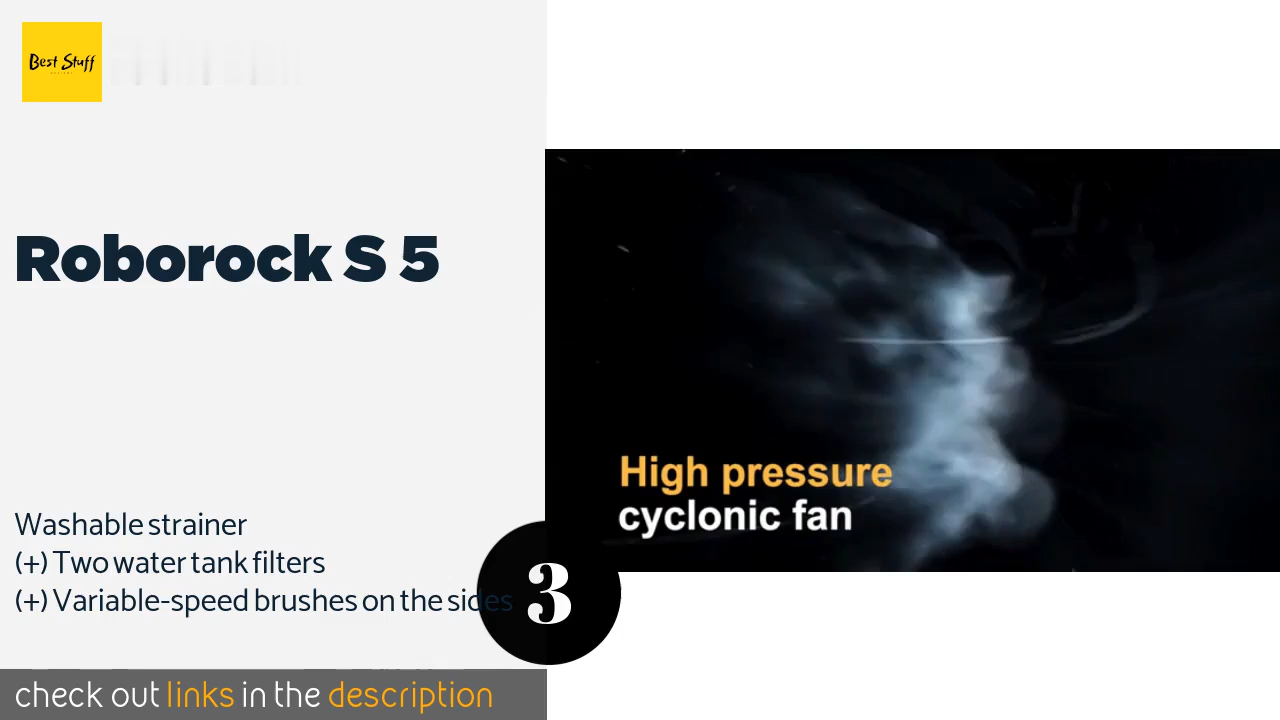 Best Stuff
Roborock S 5
High pressure
cyclonic fan
Washable strainer
(+) Two water tank filters
(+) Variable-speed brushes on the sides
3
check out links in the description